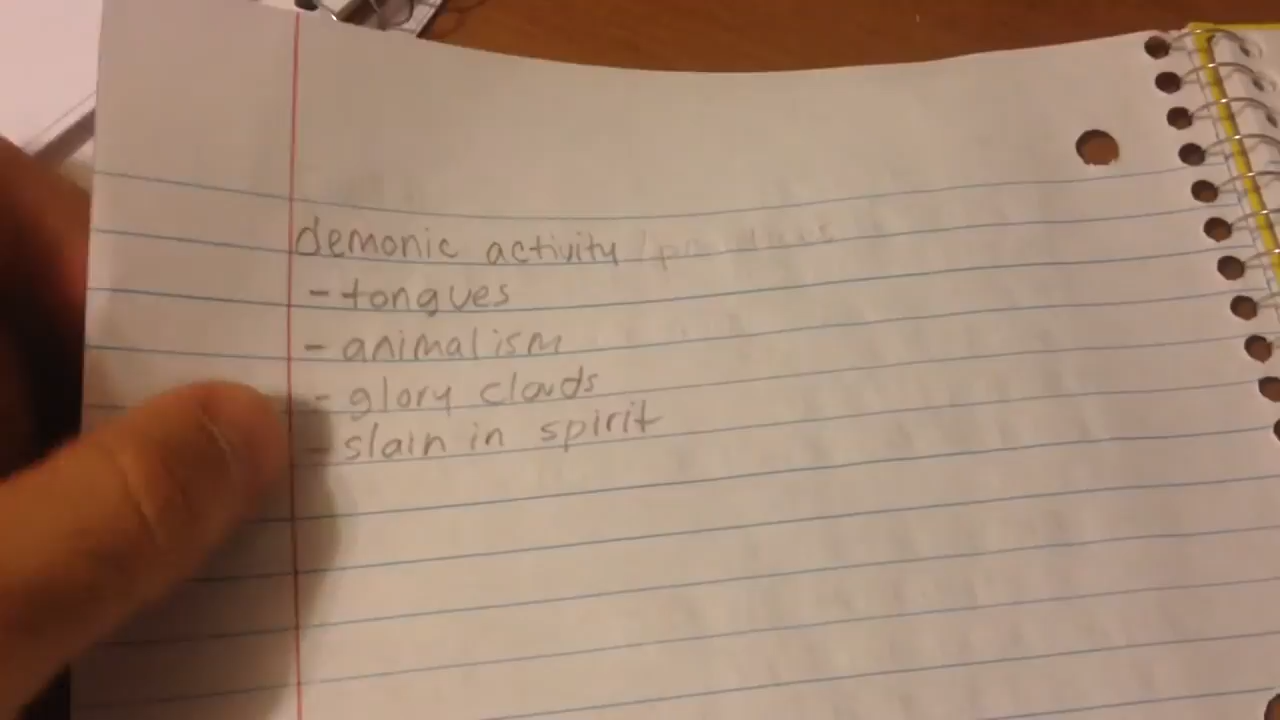 demonic activity
- tongues
- animalism
- glory clouds
- slain in spirit